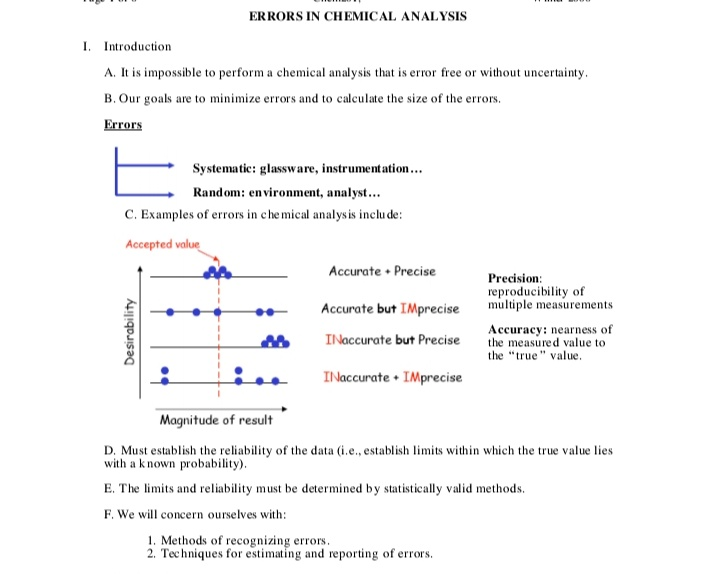 ERRORS IN CHEMICAL ANALYSIS
I. Introduction
A. It is impossible to perform a chemical analysis that is error free or without uncertainty.
B. Our goals are to minimize errors and to calculate the size of the errors.
Errors
Systematic: glassware, instrumentation...
Random: environment, analyst...
C. Examples of errors in chemical analysis include:
Accepted value
Desirability
Magnitude of result
Accurate + Precise
Accurate but IMprecise
INaccurate but Precise
INaccurate + IMprecise
Precision:
reproducibility of
multiple measurements
Accuracy: nearness of
the measured value to
the “true” value.
D. Must establish the reliability of the data (i.e., establish limits within which the true value lies
with a known probability).
E. The limits and reliability must be determined by statistically valid methods.
F. We will concern ourselves with:
1. Methods of recognizing errors.
2. Techniques for estimating and reporting of errors.